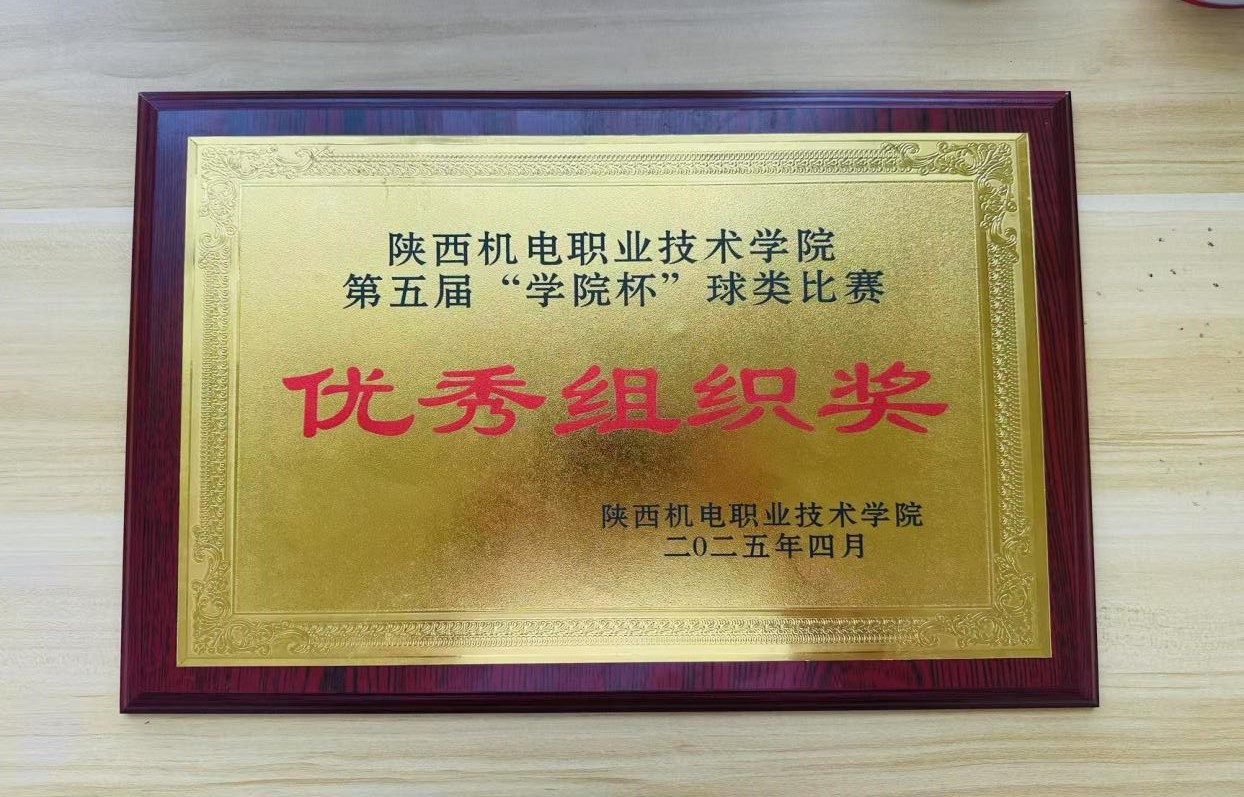 陕西机电职业技术学院
第五届“学院杯”球类比赛
优秀组织奖
陕西机电职业技术学院
二0二五年四月